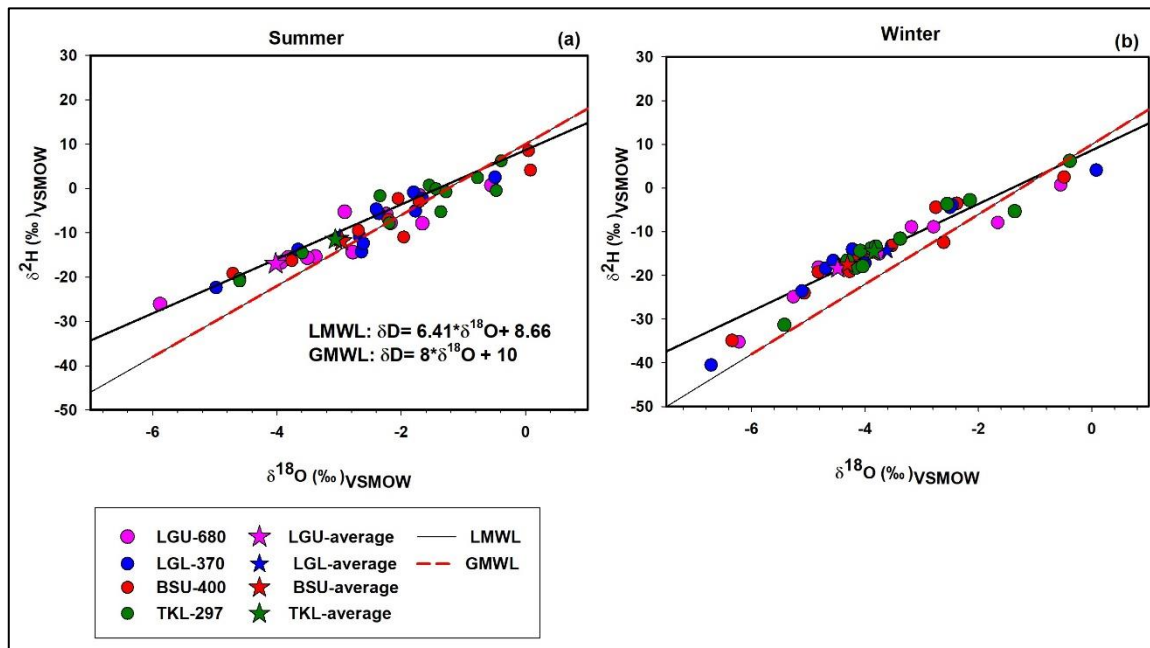 Summer
(a)
30
20
10
0
-10
-20
-30
-40
-50
δ²H (‰)VSMOW
LMWL: δD= 6.41*δ¹⁸O+ 8.66
GMWL: δD= 8*δ¹⁸O + 10
-6 -4 -2 0
δ¹⁸O (‰)VSMOW
Winter
(b)
30
20
10
0
-10
-20
-30
-40
-50
δ²H (‰)VSMOW
-6 -4 -2 0
δ¹⁸O (‰)VSMOW
LGU-680 LGU-average LMWL
LGL-370 LGL-average GMWL
BSU-400 BSU-average
TKL-297 TKL-average